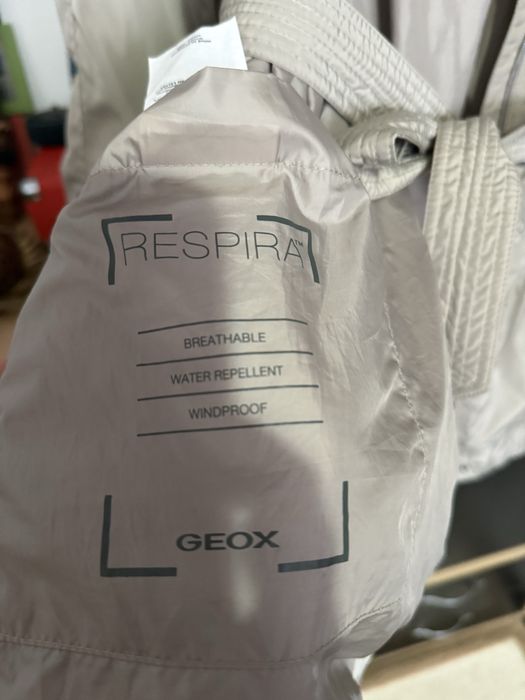 RESPIRA™
BREATHABLE
WATER REPELLENT
WINDPROOF
GEOX